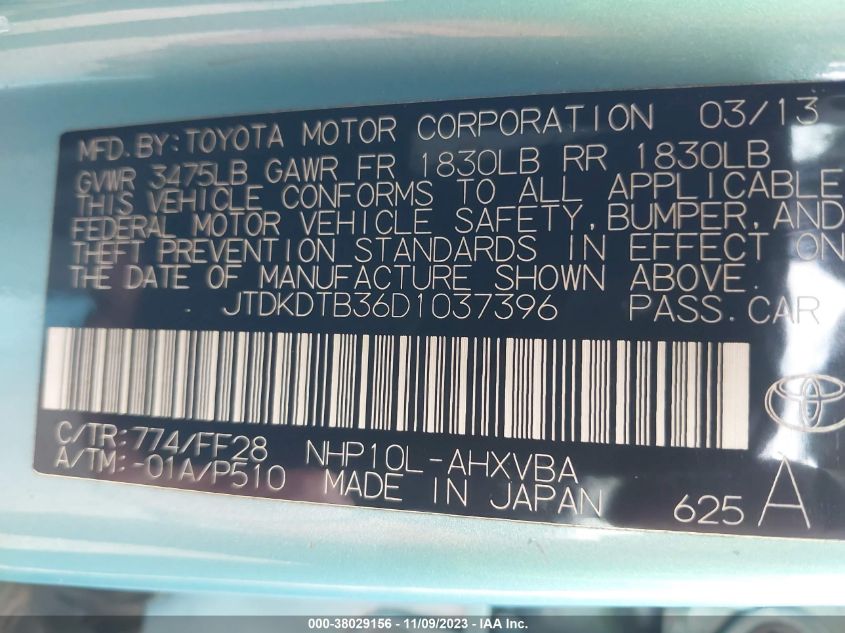 MFD.BY:TOYOTA MOTOR CORPORATION 03/13
GVWR 3475LB GAWR FR 1830LB RR 1830LB
THIS VEHICLE CONFORMS TO ALL APPLICABLE
FEDERAL MOTOR VEHICLE SAFETY,BUMPER,AND
THEFT PREVENTION STANDARDS IN EFFECT ON
THE DATE OF MANUFACTURE SHOWN ABOVE.
JTDKDTB36D1037396 PASS.CAR
C/TR:774/FF28 NHP10L-AHXVBA
A/TM:-01A/P510 MADE IN JAPAN 625 A
000-38029156 - 11/09/2023 - IAA Inc.